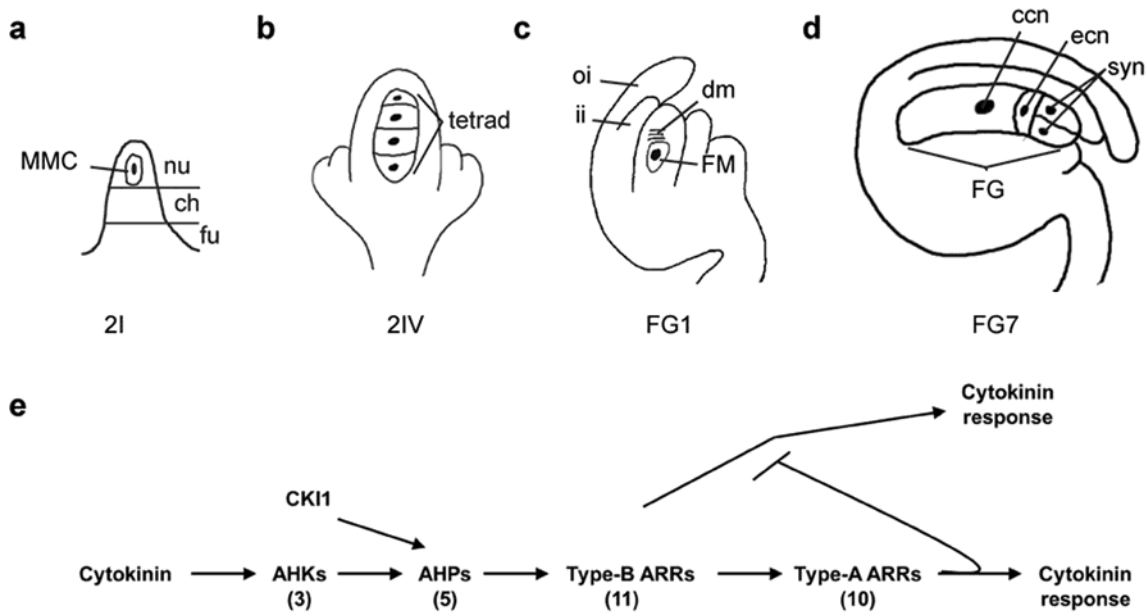 a
MMC
nu
ch
fu
2I
b
tetrad
2IV
c
oi
ii
dm
FM
FG1
d
ccn
ecn
syn
FG
FG7
e
Cytokinin
response
CKI1
Cytokinin
AHKs
(3)
AHPs
(5)
Type-B ARRs
(11)
Type-A ARRs
(10)
Cytokinin
response